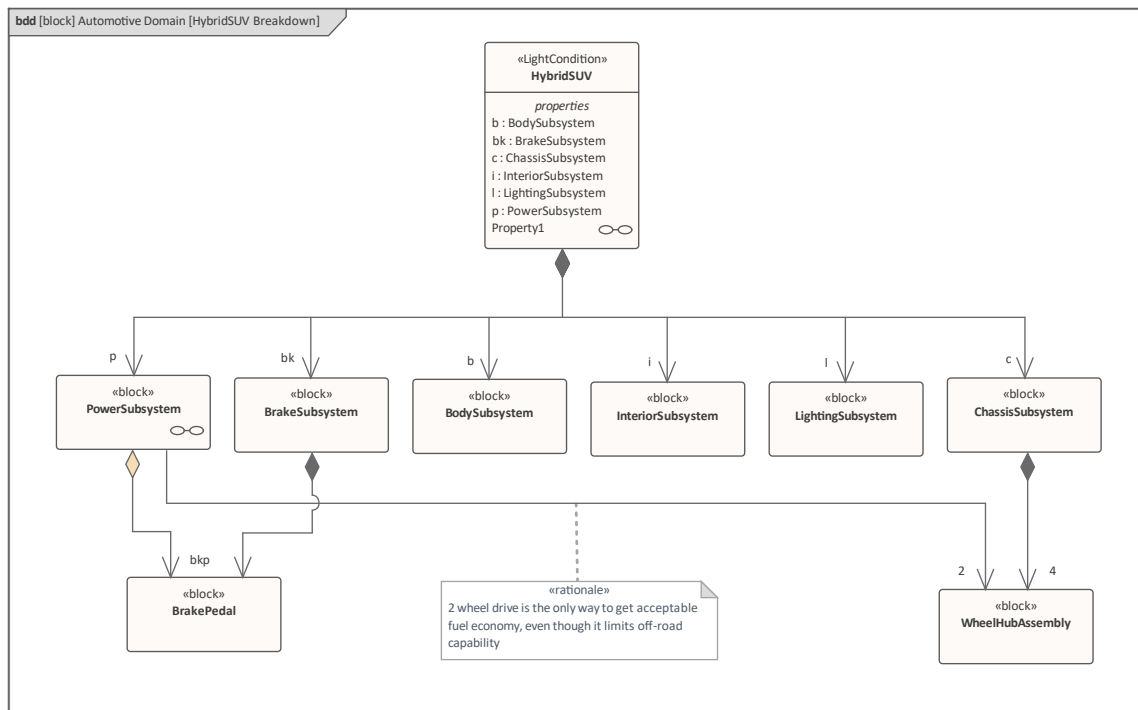 bdd [block] Automotive Domain [HybridSUV Breakdown]
«LightCondition»
HybridSUV
properties
b : BodySubsystem
bk : BrakeSubsystem
c : ChassisSubsystem
i : InteriorSubsystem
l : LightingSubsystem
p : PowerSubsystem
Property1
p
bk
b
i
l
c
«block»
PowerSubsystem
«block»
BrakeSubsystem
«block»
BodySubsystem
«block»
InteriorSubsystem
«block»
LightingSubsystem
«block»
ChassisSubsystem
bkp
2
4
«block»
BrakePedal
«rationale»
2 wheel drive is the only way to get acceptable
fuel economy, even though it limits off-road
capability
«block»
WheelHubAssembly